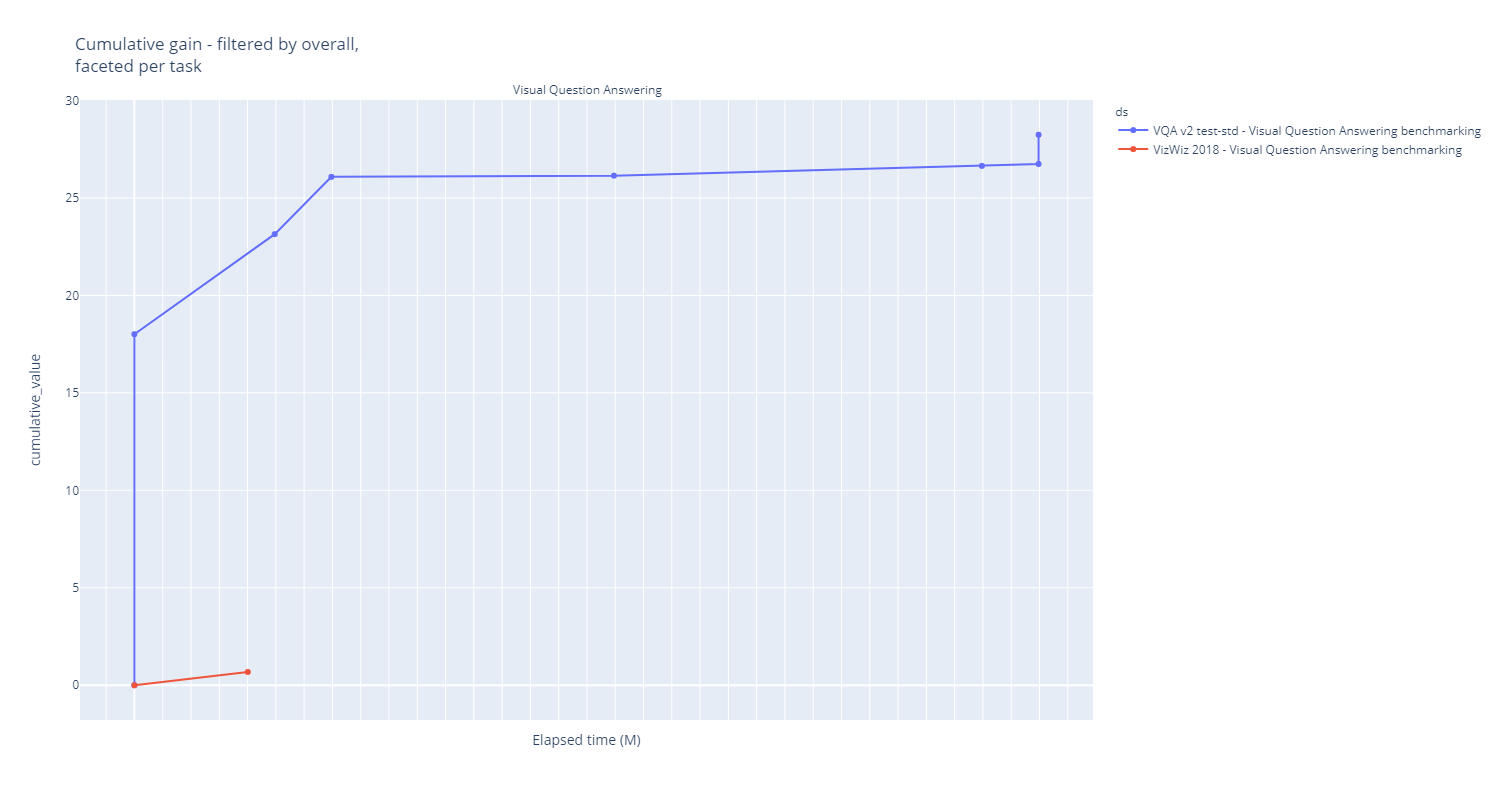 Cumulative gain - filtered by overall,
faceted per task
Visual Question Answering
30
25
20
15
10
5
0
cumulative_value
Elapsed time (M)
ds
VQA v2 test-std - Visual Question Answering benchmarking
VizWiz 2018 - Visual Question Answering benchmarking